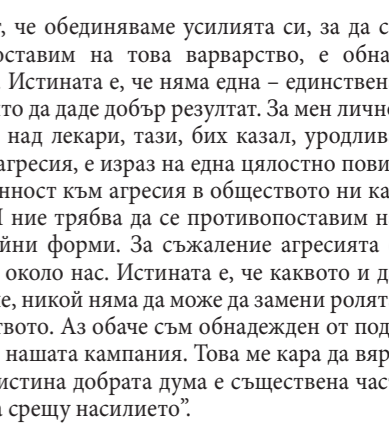 , че обединяваме усилията си, за да с
оставим на това варварство, е обна
Истината е, че няма една – единствен
то да даде добър резултат. За мен личн
над лекари, тази, бих казал, уродлив
агресия, е израз на една цялостно пови
нност към агресия в обществото ни ка
И ние трябва да се противопоставим н
йни форми. За съжаление агресията
около нас. Истината е, че каквото и д
е, никой няма да може да замени ролят
твото. Аз обаче съм обнадежден от под
нашата кампания. Това ме кара да вяр
истина добрата дума е съществена час
срещу насилието”.